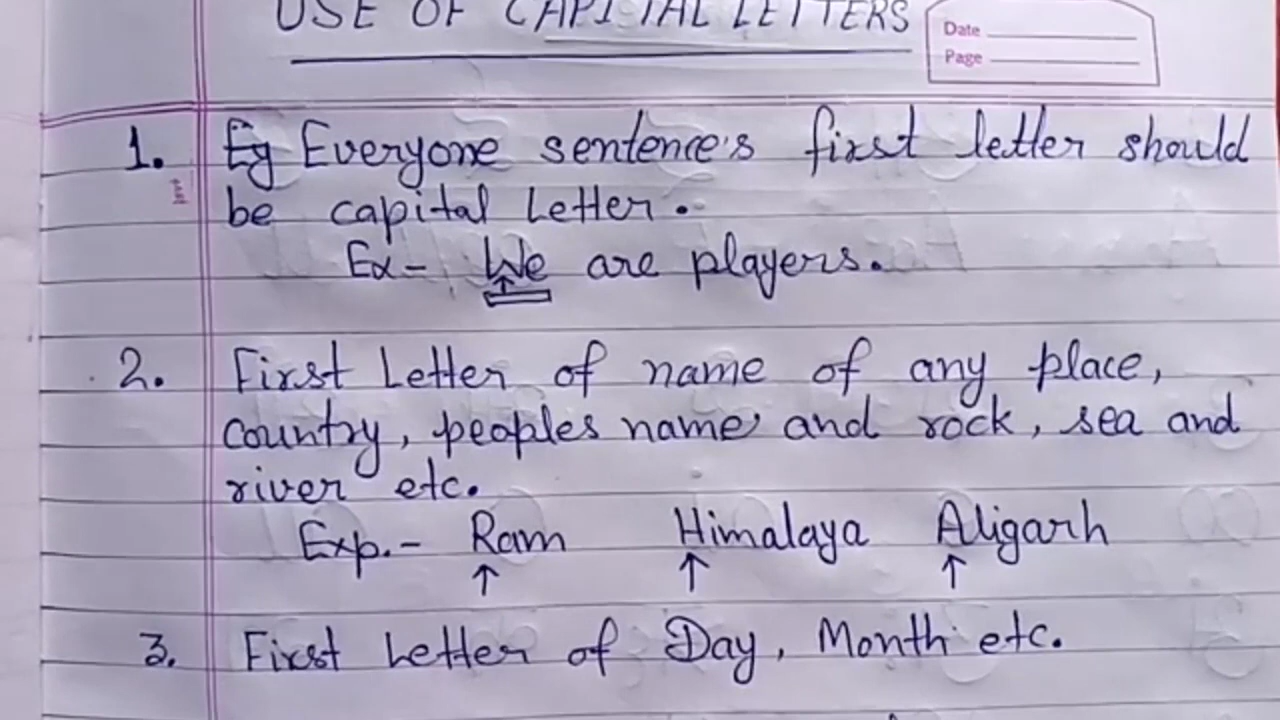 USE OF CAPITAL LETTERS
Date
Page
1. Eg Everyone sentence's first letter should
be capital Letter.
Ex- We are players.
2. First Letter of name of any place,
country, peoples name and rock, sea and
river etc.
Exp.- Ram Himalaya Aligarh
3. First Letter of Day, Month etc.